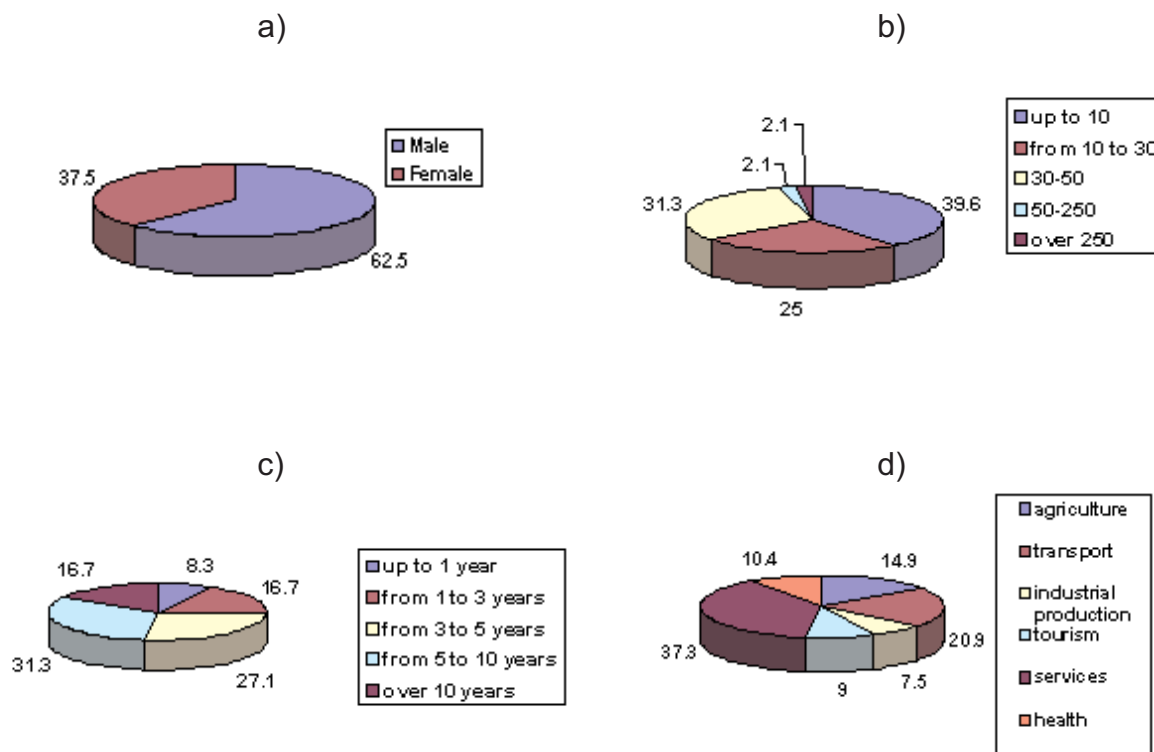 a)
b)
37.5
62.5
Male
Female
2.1
2.1
31.3
39.6
25
up to 10
from 10 to 30
30-50
50-250
over 250
c)
d)
16.7
8.3
16.7
31.3
27.1
up to 1 year
from 1 to 3 years
from 3 to 5 years
from 5 to 10 years
over 10 years
10.4
14.9
37.3
20.9
9
7.5
agriculture
transport
industrial
production
tourism
services
health